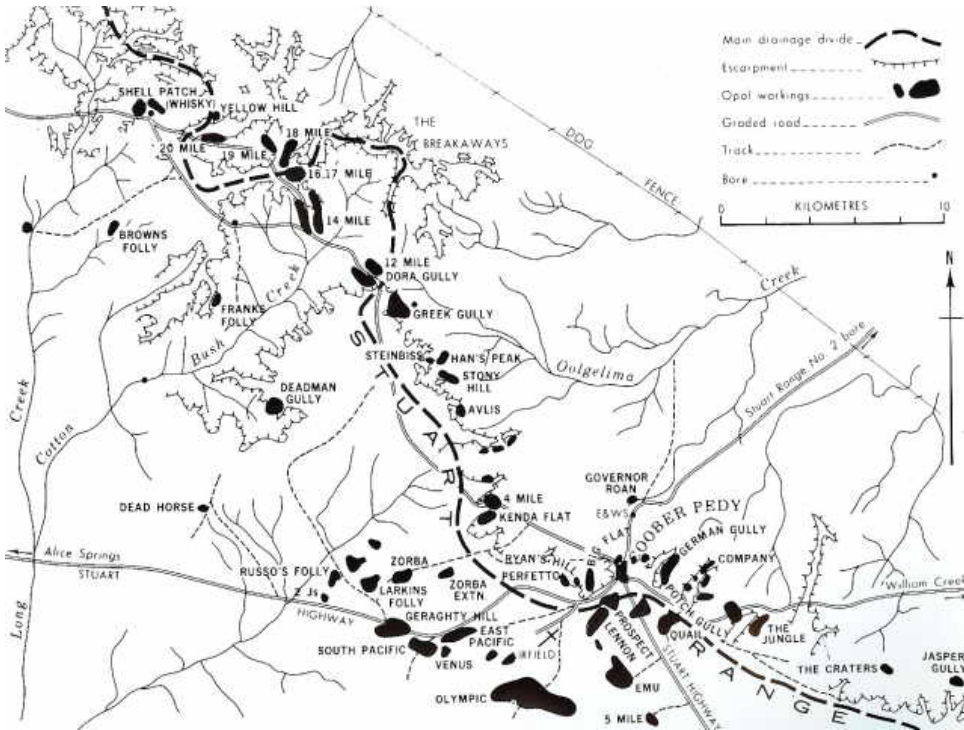 Main drainage divide
Escarpment
Opal workings
Graded road
Track
Bore
0 10
KILOMETRES
N
SHELL PATCH
(WHISKY)
YELLOW HILL
20 MILE
19 MILE
18 MILE
16,17 MILE
14 MILE
THE
BREAKAWAYS
DOG
FENCE
BROWNS
FOLLY
12 MILE
DORA GULLY
FRANKS
FOLLY
Bush Creek
GREEK GULLY
Creek
Oolgelima
Stuart Range No. 2 bore
STEINBISS
HAN'S PEAK
STONY
HILL
AVLIS
DEADMAN
GULLY
Creek
Cotton
STUART
DEAD HORSE
4 MILE
KENDA FLAT
GOVERNOR
ROAN
E&WS
COOBER PEDY
BIG FLAT
GERMAN GULLY
COMPANY
Alice Springs
STUART
HIGHWAY
RUSSO'S FOLLY
2 Js
ZORBA
LARKINS
FOLLY
ZORBA
EXTN.
RYAN'S HILL
PERFETTO
POTCH GULLY
William Creek
Long
GERAGHTY HILL
SOUTH PACIFIC
EAST
PACIFIC
VENUS
AIRFIELD
LENNON
PROSPECT
QUAIL
THE
JUNGLE
THE CRATERS
JASPER
GULLY
OLYMPIC
EMU
5 MILE
STUART HIGHWAY
RANGE